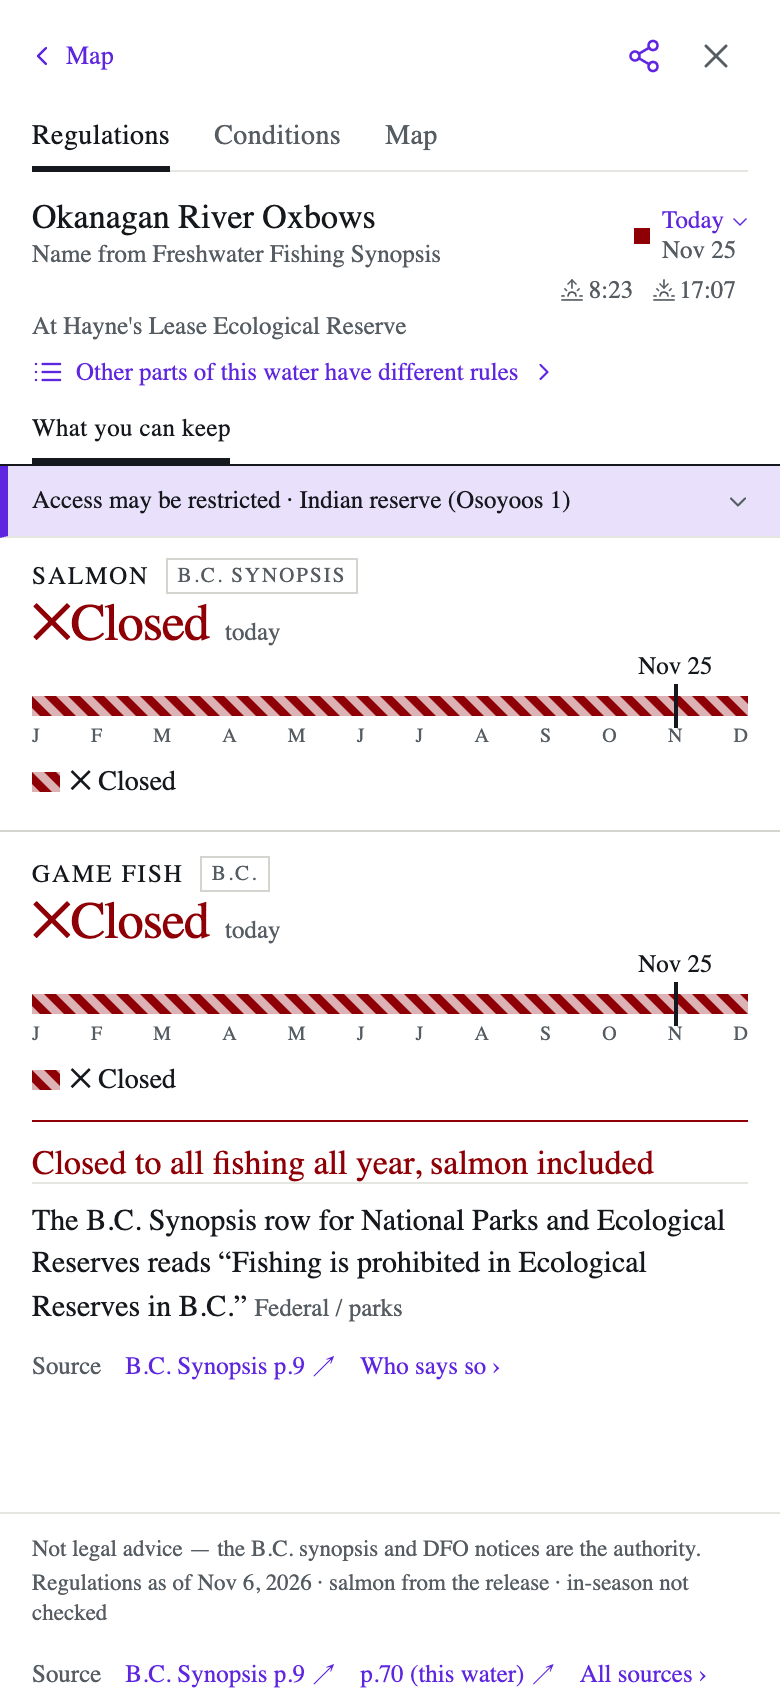 Map
Regulations Conditions Map
Okanagan River Oxbows
Name from Freshwater Fishing Synopsis
Today
Nov 25
8:23 17:07
At Hayne's Lease Ecological Reserve
Other parts of this water have different rules
What you can keep
Access may be restricted · Indian reserve (Osoyoos 1)
SALMON B.C. SYNOPSIS
Closed today
Nov 25
J F M A M J J A S O N D
Closed
GAME FISH B.C.
Closed today
Nov 25
J F M A M J J A S O N D
Closed
Closed to all fishing all year, salmon included
The B.C. Synopsis row for National Parks and Ecological
Reserves reads “Fishing is prohibited in Ecological
Reserves in B.C.” Federal / parks
Source B.C. Synopsis p.9 ↗ Who says so ›
Not legal advice — the B.C. synopsis and DFO notices are the authority.
Regulations as of Nov 6, 2026 · salmon from the release · in-season not
checked
Source B.C. Synopsis p.9 ↗ p.70 (this water) ↗ All sources ›